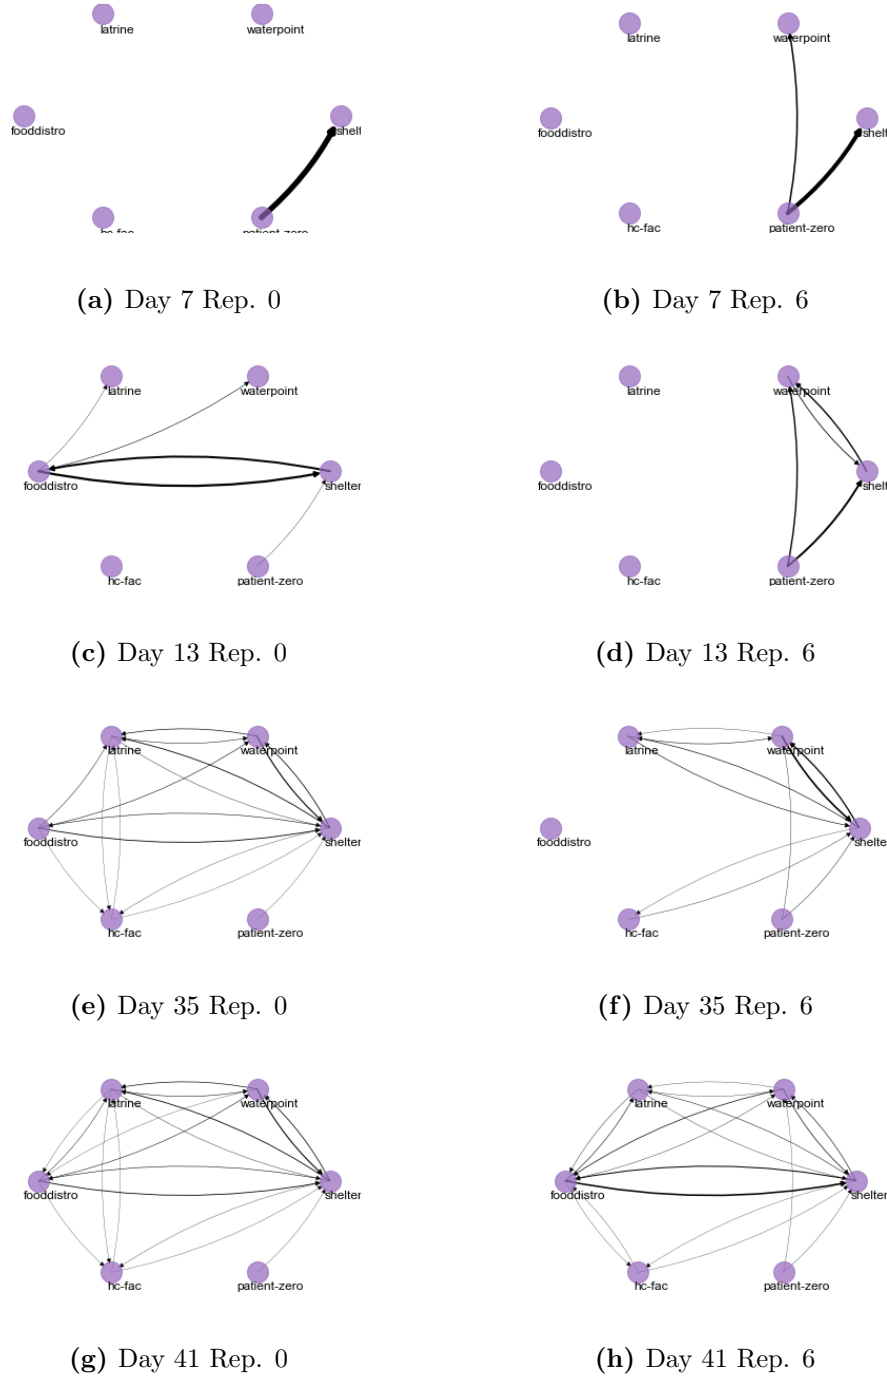 latrine waterpoint
fooddistro shelt
hc-fac patient-zero
(a) Day 7 Rep. 0
latrine waterpoint
fooddistro shelt
hc-fac patient-zero
(b) Day 7 Rep. 6
latrine waterpoint
fooddistro shelter
hc-fac patient-zero
(c) Day 13 Rep. 0
latrine waterpoint
fooddistro shelt
hc-fac patient-zero
(d) Day 13 Rep. 6
latrine waterpoint
fooddistro shelter
hc-fac patient-zero
(e) Day 35 Rep. 0
latrine waterpoint
fooddistro shelte
hc-fac patient-zero
(f) Day 35 Rep. 6
latrine waterpoint
fooddistro shelter
hc-fac patient-zero
(g) Day 41 Rep. 0
latrine waterpoint
fooddistro shelter
hc-fac patient-zero
(h) Day 41 Rep. 6